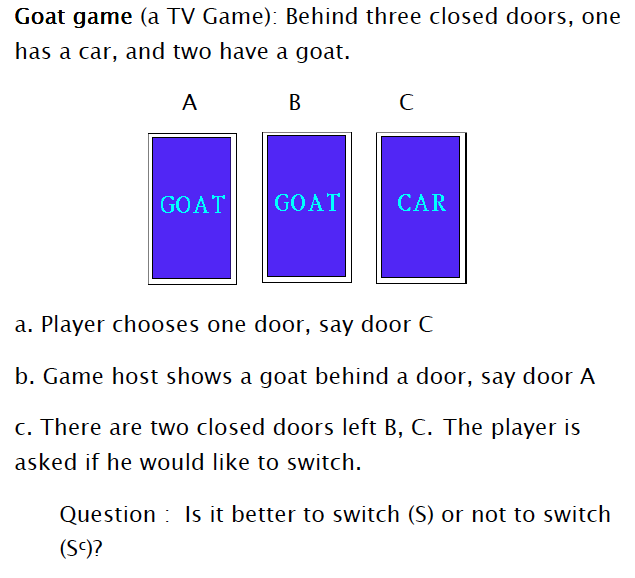 Goat game (a TV Game): Behind three closed doors, one
has a car, and two have a goat.
A B C
GOAT GOAT CAR
a. Player chooses one door, say door C
b. Game host shows a goat behind a door, say door A
c. There are two closed doors left B, C. The player is
asked if he would like to switch.
Question : Is it better to switch (S) or not to switch
(Sᶜ)?